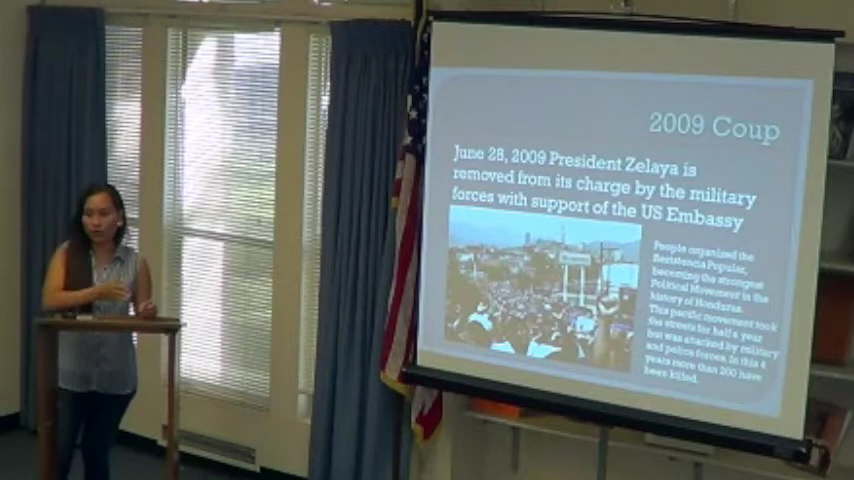 2009 Coup
June 28, 2009 President Zelaya is
removed from its charge by the military
forces with support of the US Embassy
People organized the
Resistencia Popular,
becoming the strongest
Political Movement in the
history of Honduras.
This pacific movement took
the streets for half a year
but was attacked by military
and police forces. In this 4
years more than 200 have
been killed.